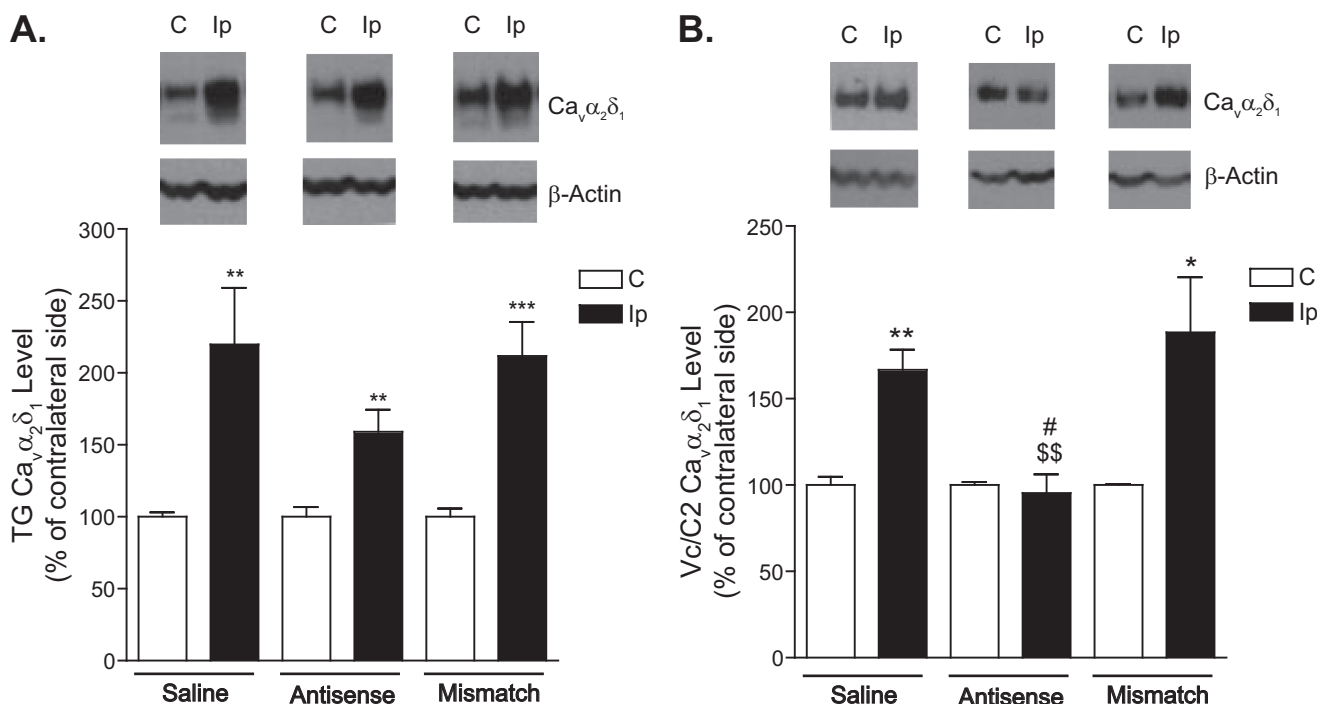 A.
C Ip C Ip C Ip
Caᵥα₂δ₁
β-Actin
TG Caᵥα₂δ₁ Level
(% of contralateral side)
300
250
200
150
100
50
0
** ** ***
C
Ip
Saline Antisense Mismatch
B.
C Ip C Ip C Ip
Caᵥα₂δ₁
β-Actin
Vc/C2 Caᵥα₂δ₁ Level
(% of contralateral side)
250
200
150
100
50
0
**
#
$$
*
C
Ip
Saline Antisense Mismatch